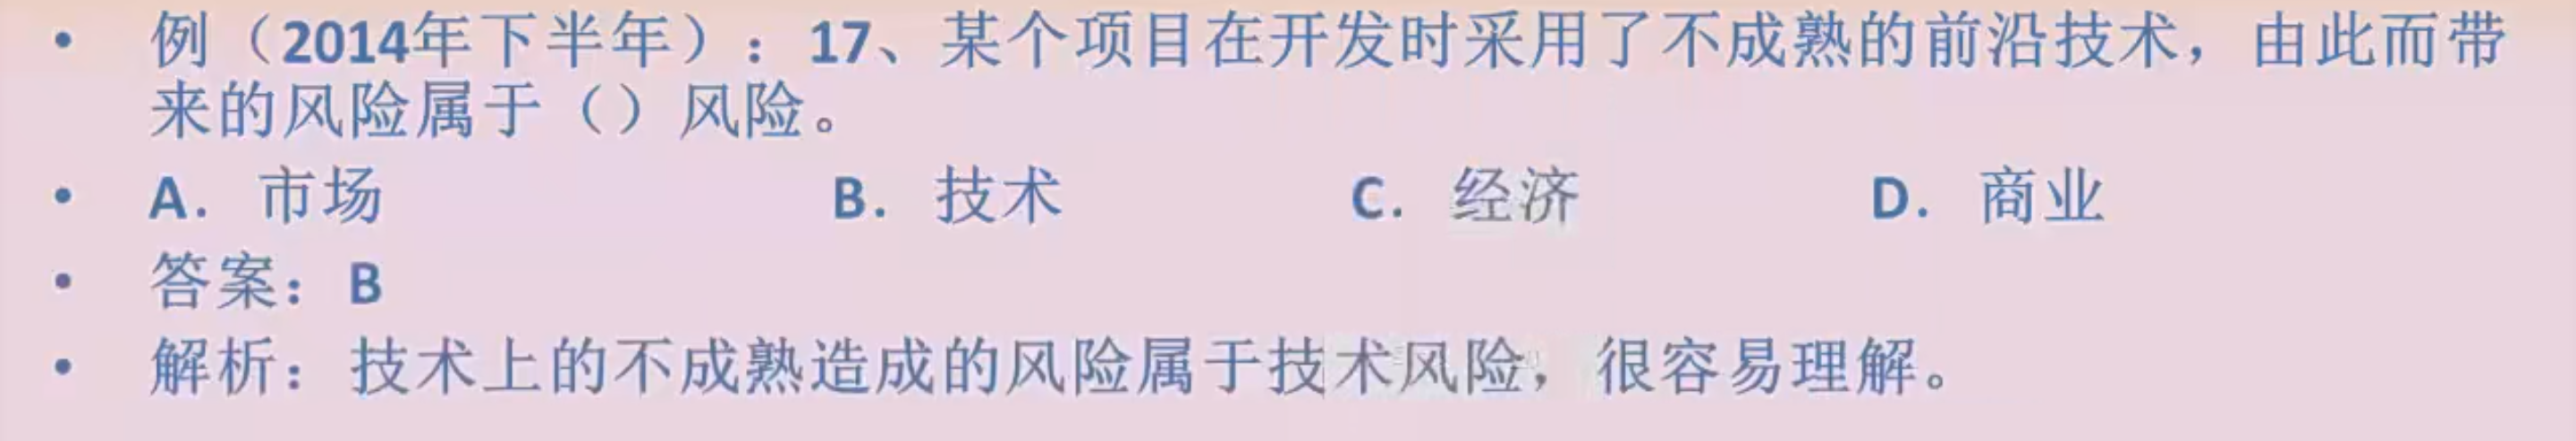 • 例（2014年下半年）：17、某个项目在开发时采用了不成熟的前沿技术，由此而带
来的风险属于（）风险。
• A. 市场 B. 技术 C. 经济 D. 商业
• 答案：B
• 解析：技术上的不成熟造成的风险属于技术风险，很容易理解。